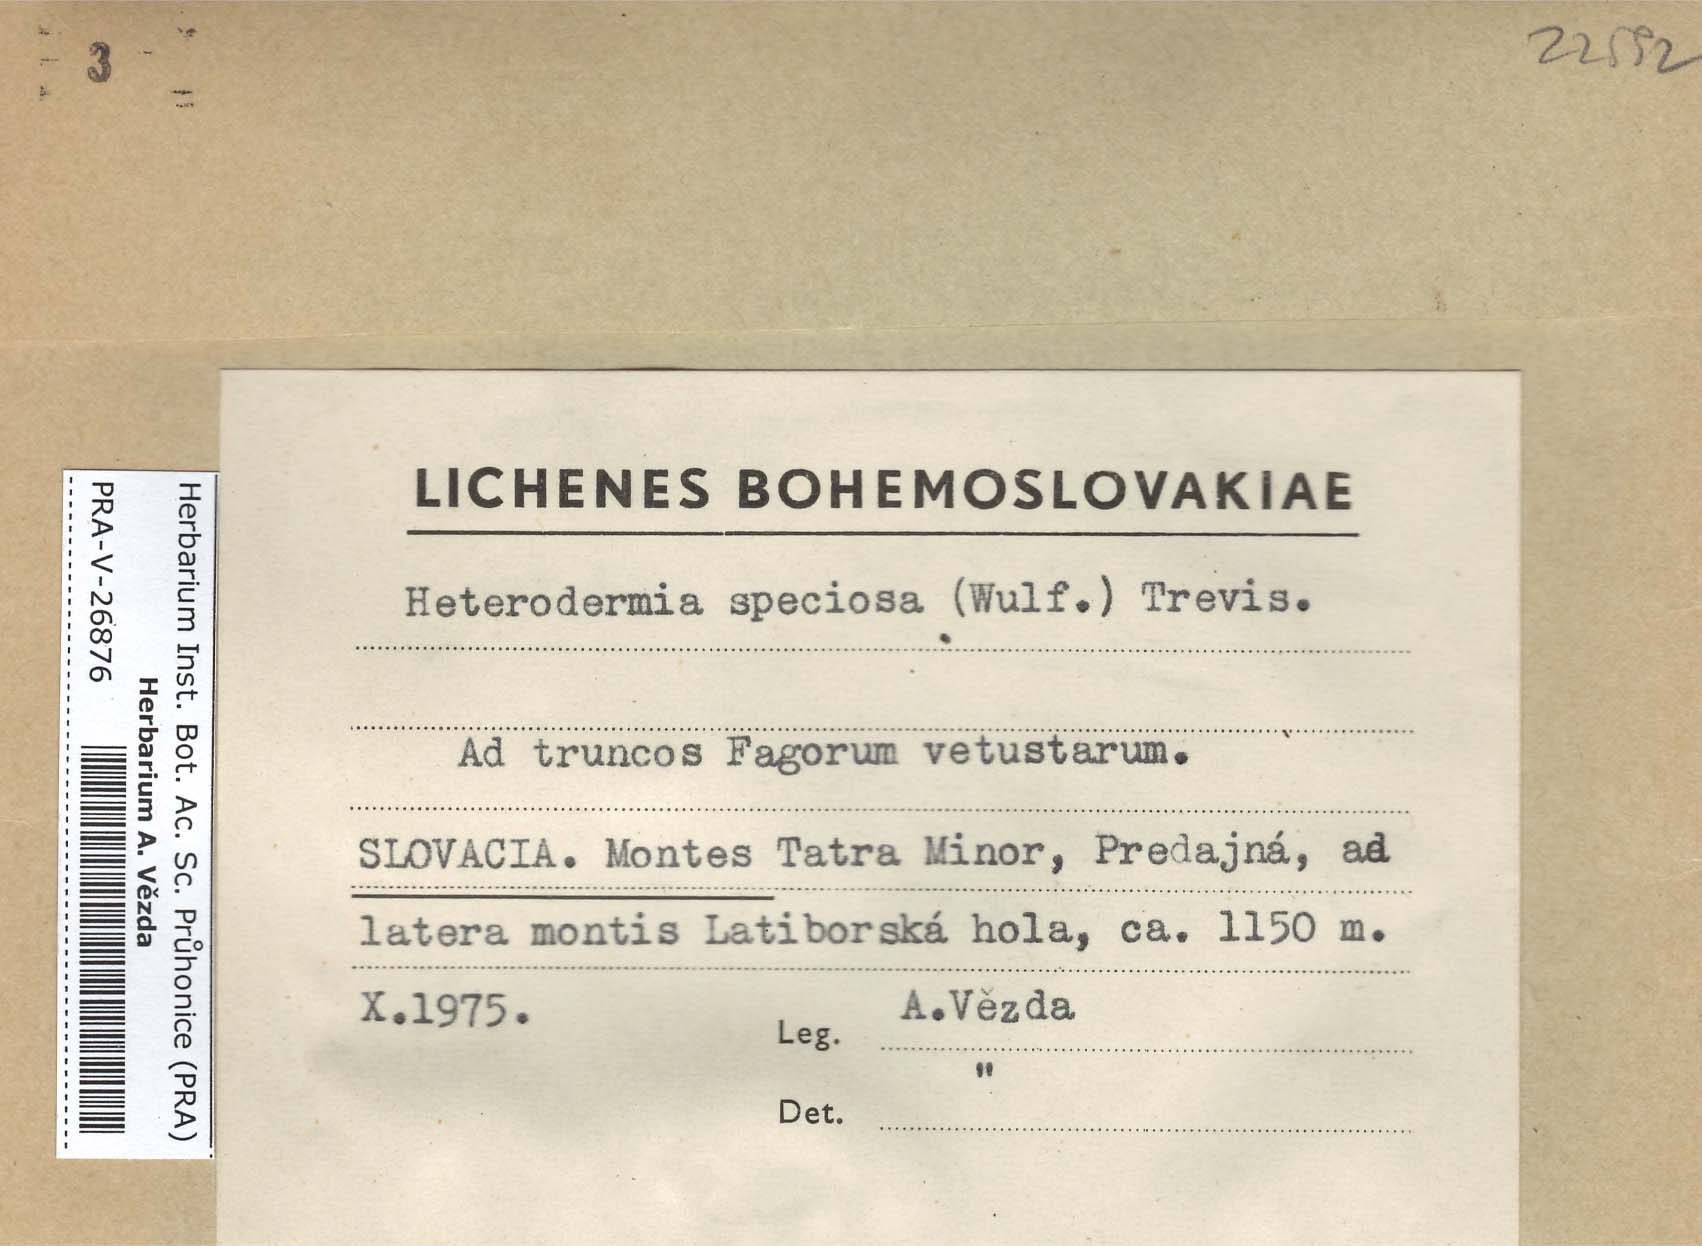 3
22592
LICHENES BOHEMOSLOVAKIAE
Heterodermia speciosa (Wulf.) Trevis.
Ad truncos Fagorum vetustarum.
SLOVACIA. Montes Tatra Minor, Predajná, ad
latera montis Latiborská hola, ca. 1150 m.
X.1975.
Leg. A.Vězda
Det. "
Herbarium Inst. Bot. Ac. Sc. Průhonice (PRA)
Herbarium A. Vězda
PRA-V-26876